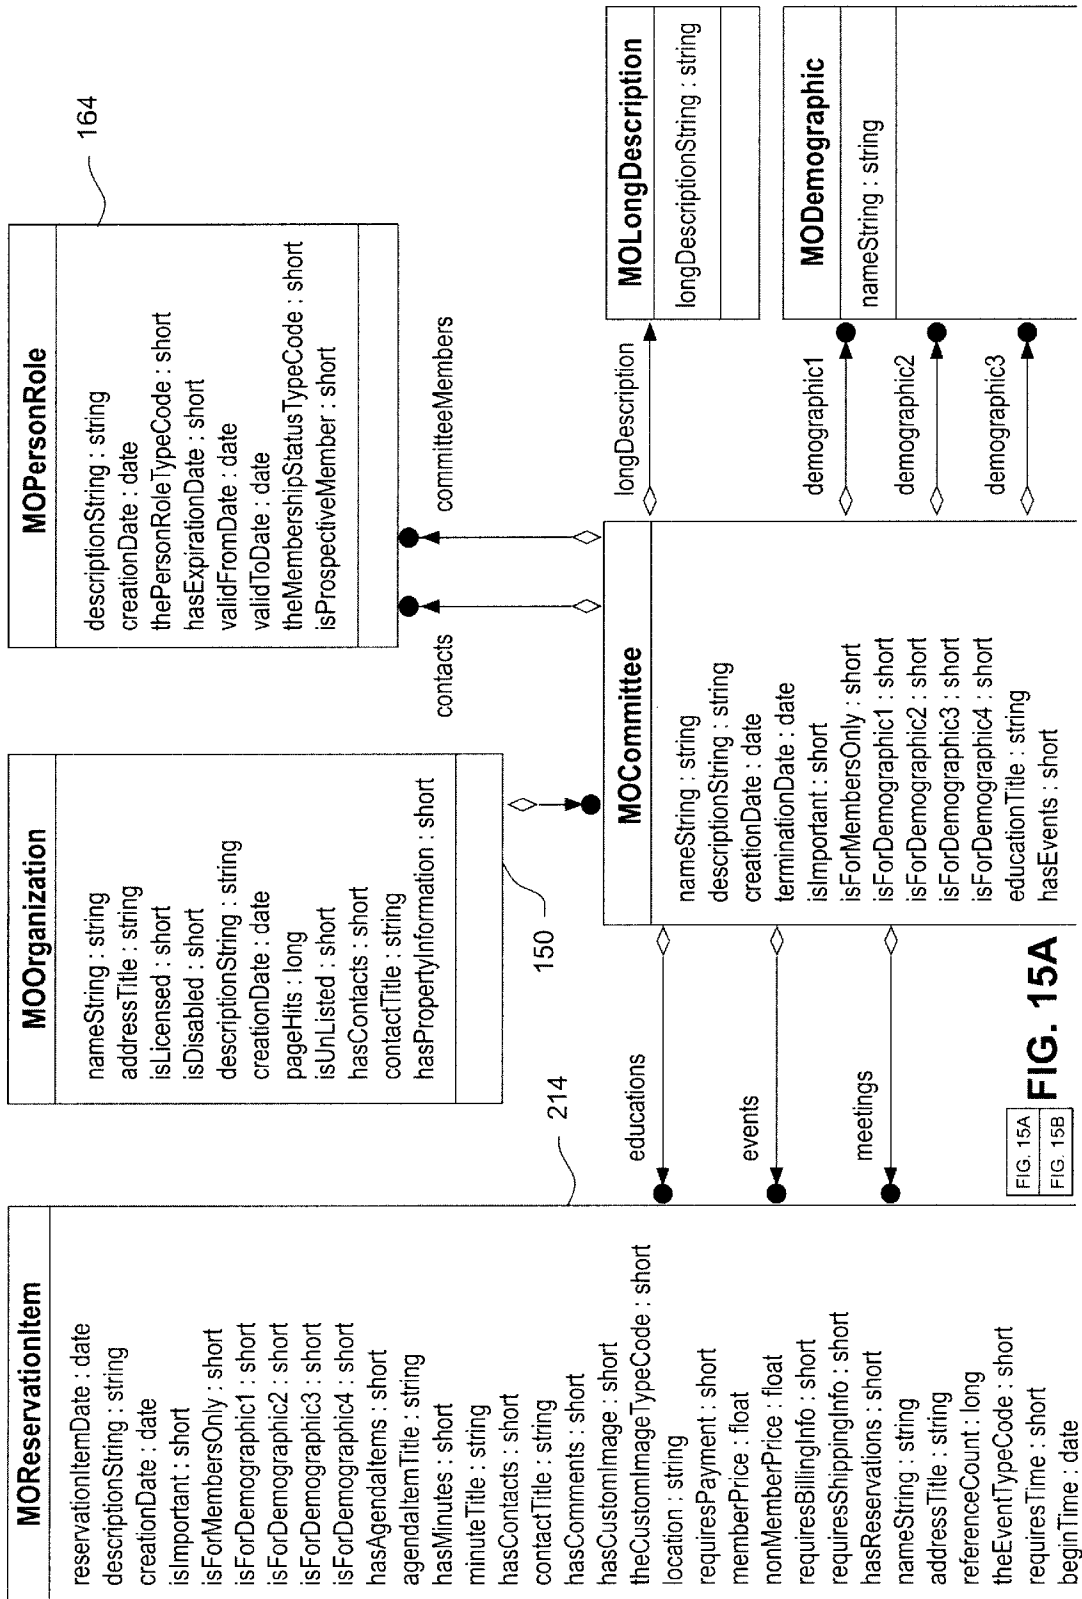 MOReservationItem
reservationItemDate : date
descriptionString : string
creationDate : date
isImportant : short
isForMembersOnly : short
isForDemographic1 : short
isForDemographic2 : short
isForDemographic3 : short
isForDemographic4 : short
hasAgendaItems : short
agendaItemTitle : string
hasMinutes : short
minuteTitle : string
hasContacts : short
contactTitle : string
hasComments : short
hasCustomImage : short
theCustomImageTypeCode : short
location : string
requiresPayment : short
memberPrice : float
nonMemberPrice : float
requiresBillingInfo : short
requiresShippingInfo : short
hasReservations : short
nameString : string
addressTitle : string
referenceCount : long
theEventTypeCode : short
requiresTime : short
beginTime : date
214
MOOrganization
nameString : string
addressTitle : string
isLicensed : short
isDisabled : short
descriptionString : string
creationDate : date
pageHits : long
isUnListed : short
hasContacts : short
contactTitle : string
hasPropertyInformation : short
150
MOPersonRole
descriptionString : string
creationDate : date
thePersonRoleTypeCode : short
hasExpirationDate : short
validFromDate : date
validToDate : date
theMembershipStatusTypeCode : short
isProspectiveMember : short
164
contacts
committeeMembers
educations
events
meetings
MOCommittee
nameString : string
descriptionString : string
creationDate : date
terminationDate : date
isImportant : short
isForMembersOnly : short
isForDemographic1 : short
isForDemographic2 : short
isForDemographic3 : short
isForDemographic4 : short
educationTitle : string
hasEvents : short
longDescription
demographic1
demographic2
demographic3
MOLongDescription
longDescriptionString : string
MODemographic
nameString : string
FIG. 15A
FIG. 15B
FIG. 15A